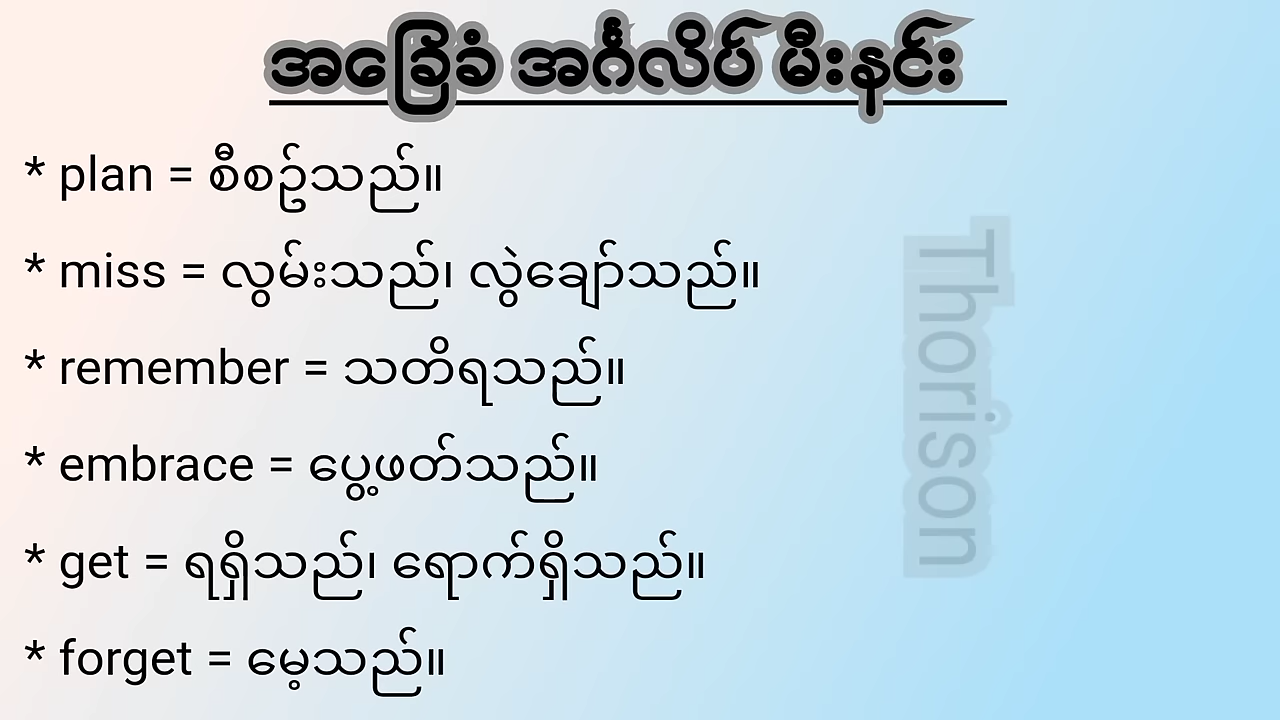 အခြေခံ အင်္ဂလိပ် မီးနင်း
* plan = စီစဥ်သည်။
* miss = လွမ်းသည်၊ လွဲချော်သည်။
* remember = သတိရသည်။
* embrace = ပွေ့ဖတ်သည်။
* get = ရရှိသည်၊ ရောက်ရှိသည်။
* forget = မေ့သည်။
Thorison